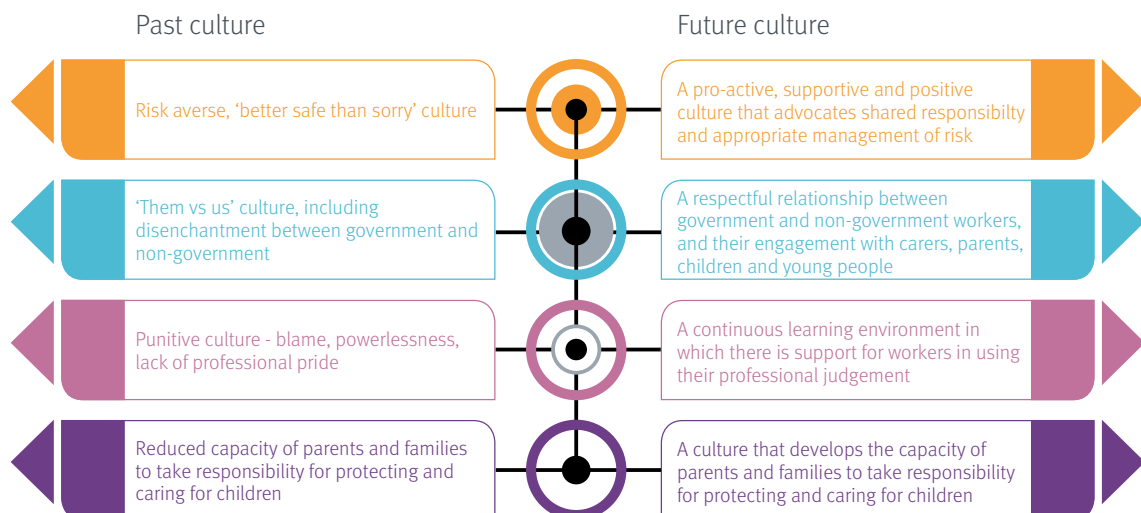 Past culture
Future culture
Risk averse, ‘better safe than sorry’ culture
A pro-active, supportive and positive
culture that advocates shared responsibilty
and appropriate management of risk
‘Them vs us’ culture, including
disenchantment between government and
non-government
A respectful relationship between
government and non-government workers,
and their engagement with carers, parents,
children and young people
Punitive culture - blame, powerlessness,
lack of professional pride
A continuous learning environment in
which there is support for workers in using
their professional judgement
Reduced capacity of parents and families
to take responsibility for protecting and
caring for children
A culture that develops the capacity of
parents and families to take responsibility
for protecting and caring for children